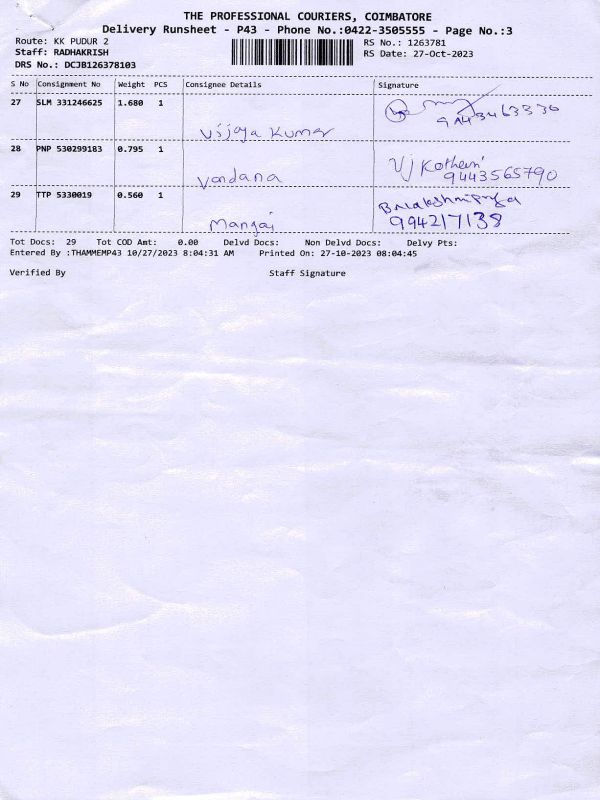 THE PROFESSIONAL COURIERS, COIMBATORE
Delivery Runsheet - P43 - Phone No.:0422-3505555 - Page No.:3
Route: KK PUDUR 2
RS No.: 1263781
Staff: RADHAKRISH
RS Date: 27-Oct-2023
DRS No.: DCJB126378103
S No Consignment No Weight PCS Consignee Details Signature
27 SLM 331246625 1.680 1 Vijaya Kumar 9443463330
28 PNP 530299183 0.795 1 Vandana Vj Kothari
9443565790
29 TTP 5330019 0.560 1 Mangai
994217138
Tot Docs: 29 Tot COD Amt: 0.00 Delvd Docs: Non Delvd Docs: Delvy Pts:
Entered By :THAMMEMP43 10/27/2023 8:04:31 AM Printed On: 27-10-2023 08:04:45
Verified By Staff Signature